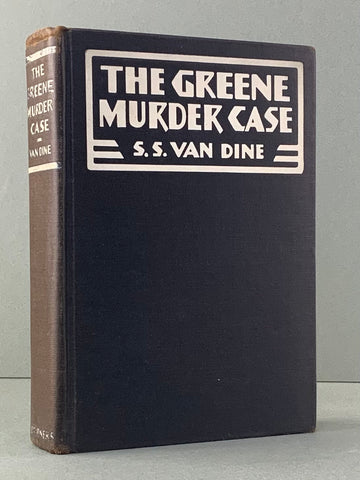 THE GREENE
MURDER CASE
S. S. VAN DINE
THE
GREENE
MURDER
CASE
VAN DINE